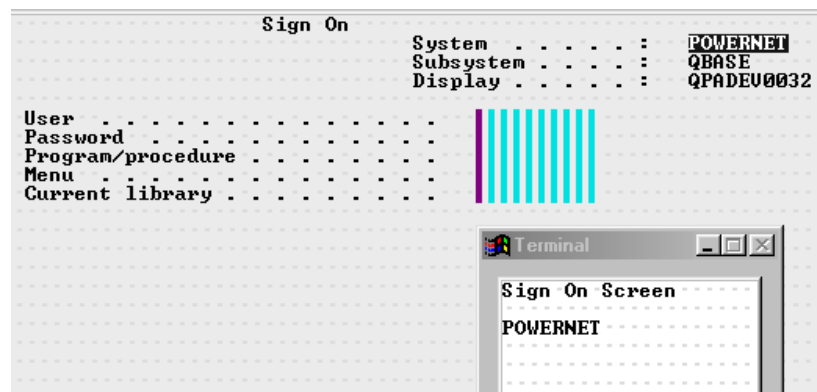 Sign On
System . . . . . : POWERNET
Subsystem . . . . : QBASE
Display . . . . . : QPADEV0032
User . . . . . . . . . . . . . .
Password . . . . . . . . . . . .
Program/procedure . . . . . . . .
Menu . . . . . . . . . . . . . .
Current library . . . . . . . . .
Terminal
Sign On Screen
POWERNET